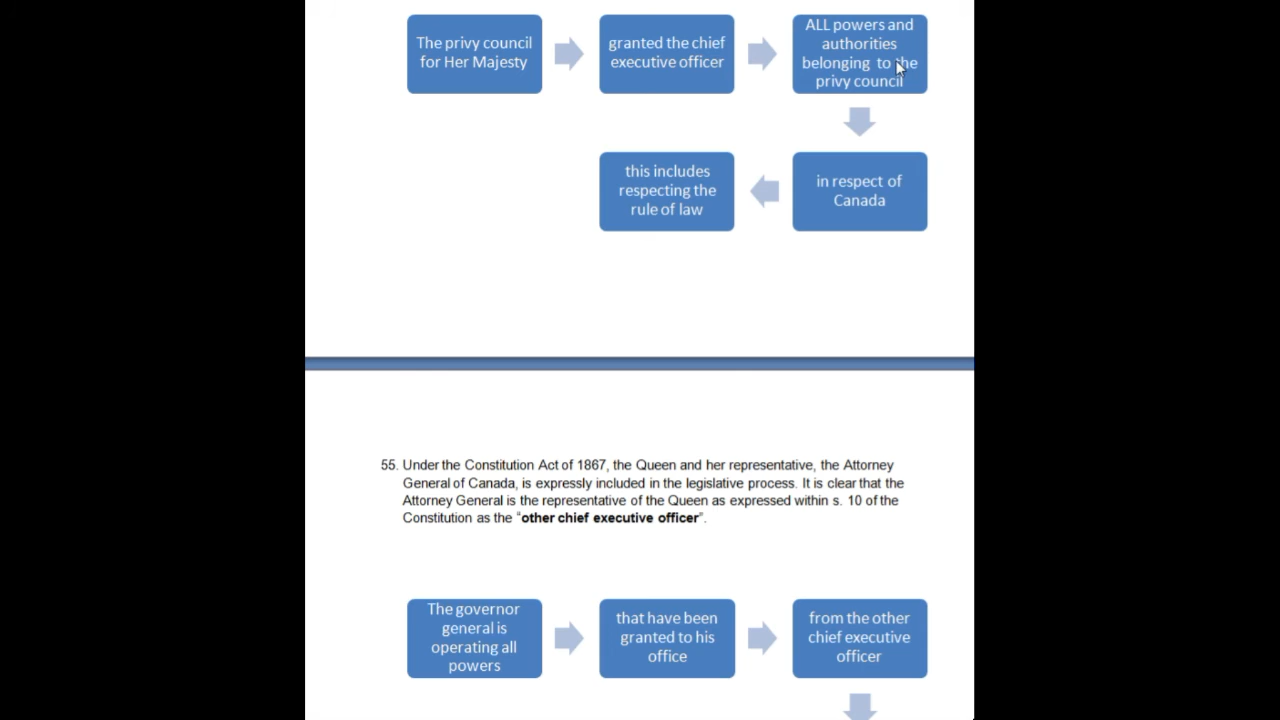 The privy council
for Her Majesty
granted the chief
executive officer
ALL powers and
authorities
belonging to the
privy council
in respect of
Canada
this includes
respecting the
rule of law
55. Under the Constitution Act of 1867, the Queen and her representative, the Attorney
General of Canada, is expressly included in the legislative process. It is clear that the
Attorney General is the representative of the Queen as expressed within s. 10 of the
Constitution as the “other chief executive officer”.
The governor
general is
operating all
powers
that have been
granted to his
office
from the other
chief executive
officer